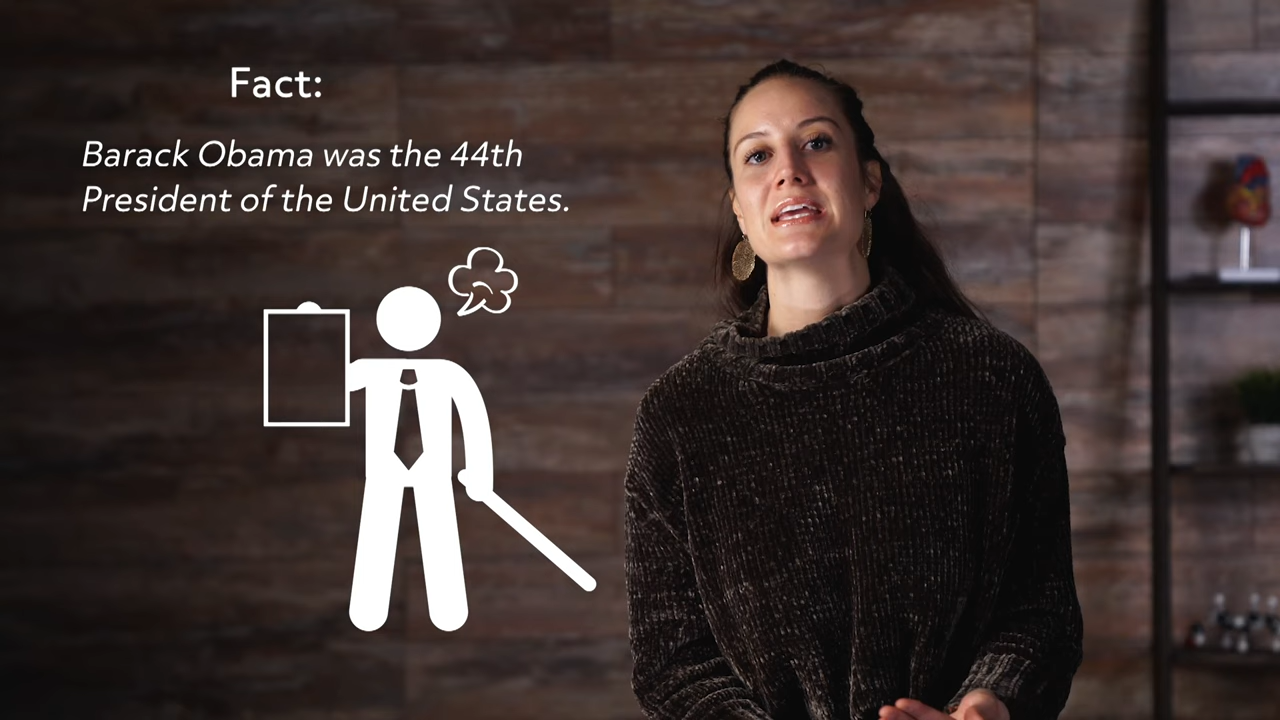 Fact:
Barack Obama was the 44th
President of the United States.